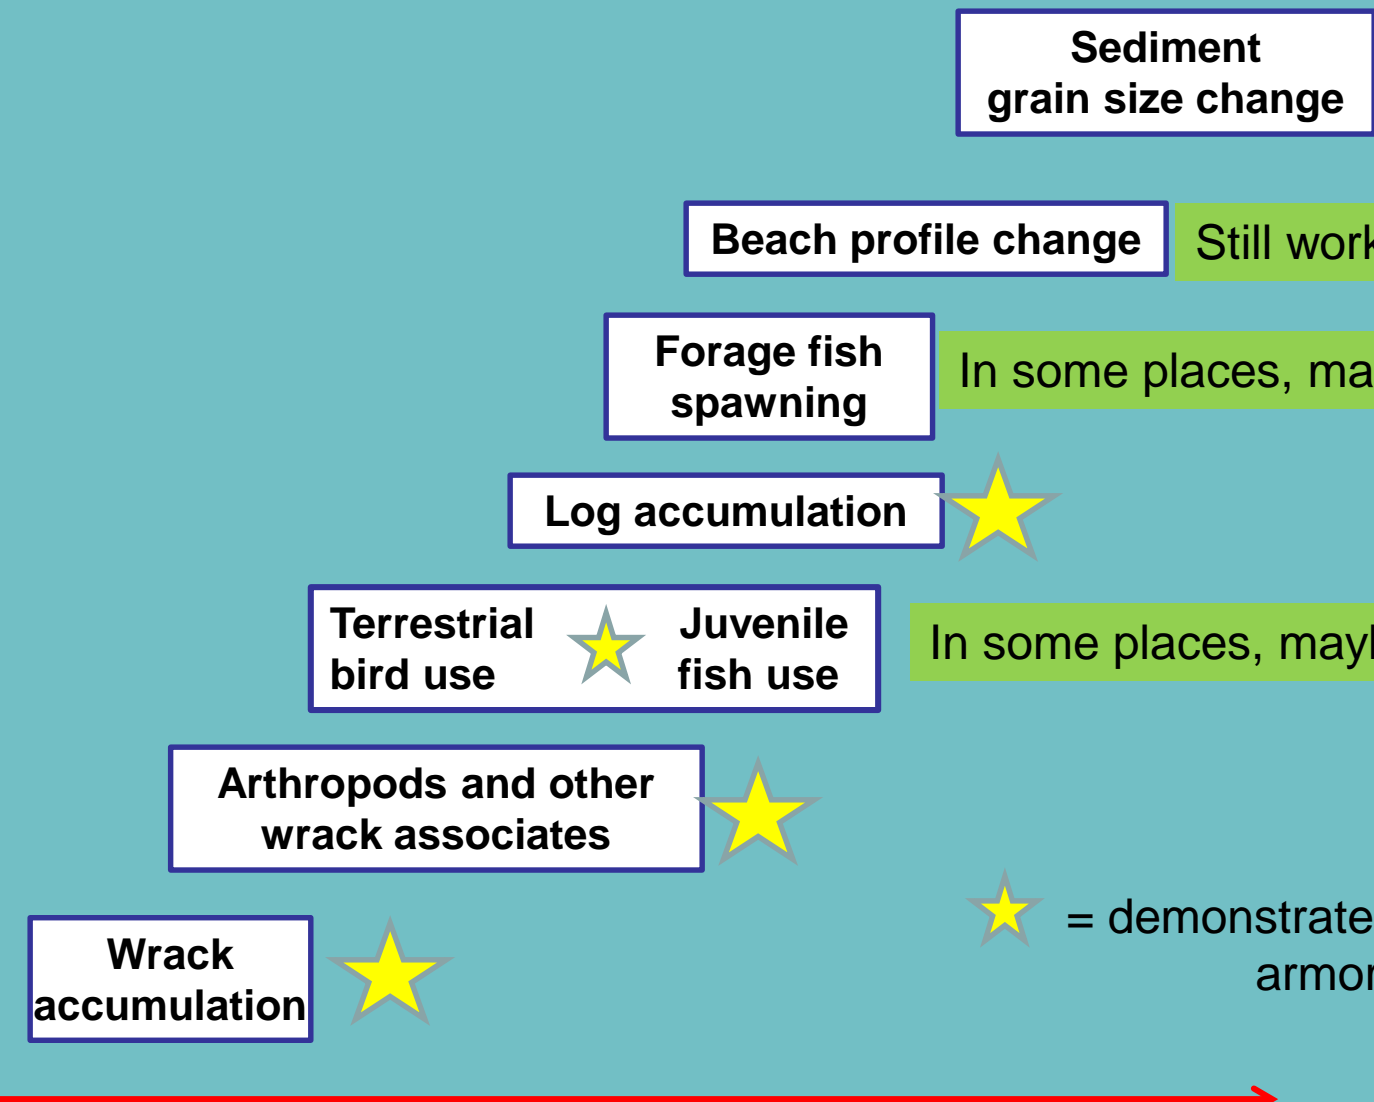 Sediment
grain size change
Beach profile change
Still work
Forage fish
spawning
In some places, ma
Log accumulation
Terrestrial
bird use
Juvenile
fish use
In some places, mayb
Arthropods and other
wrack associates
= demonstrate
armor
Wrack
accumulation